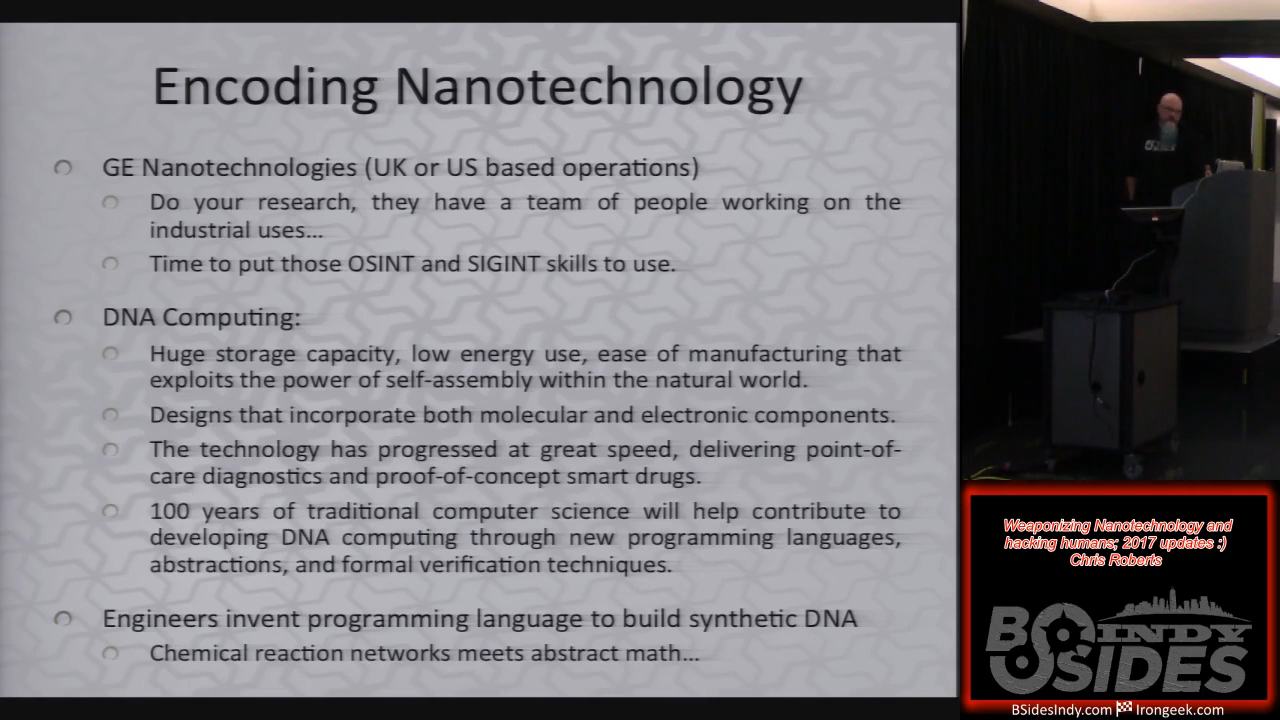 Encoding Nanotechnology
GE Nanotechnologies (UK or US based operations)
Do your research, they have a team of people working on the
industrial uses...
Time to put those OSINT and SIGINT skills to use.
DNA Computing:
Huge storage capacity, low energy use, ease of manufacturing that
exploits the power of self-assembly within the natural world.
Designs that incorporate both molecular and electronic components.
The technology has progressed at great speed, delivering point-of-
care diagnostics and proof-of-concept smart drugs.
100 years of traditional computer science will help contribute to
developing DNA computing through new programming languages,
abstractions, and formal verification techniques.
Engineers invent programming language to build synthetic DNA
Chemical reaction networks meets abstract math...
Weaponizing Nanotechnology and
hacking humans; 2017 updates :)
Chris Roberts
BSIDES
INDY
BSidesIndy.com Irongeek.com